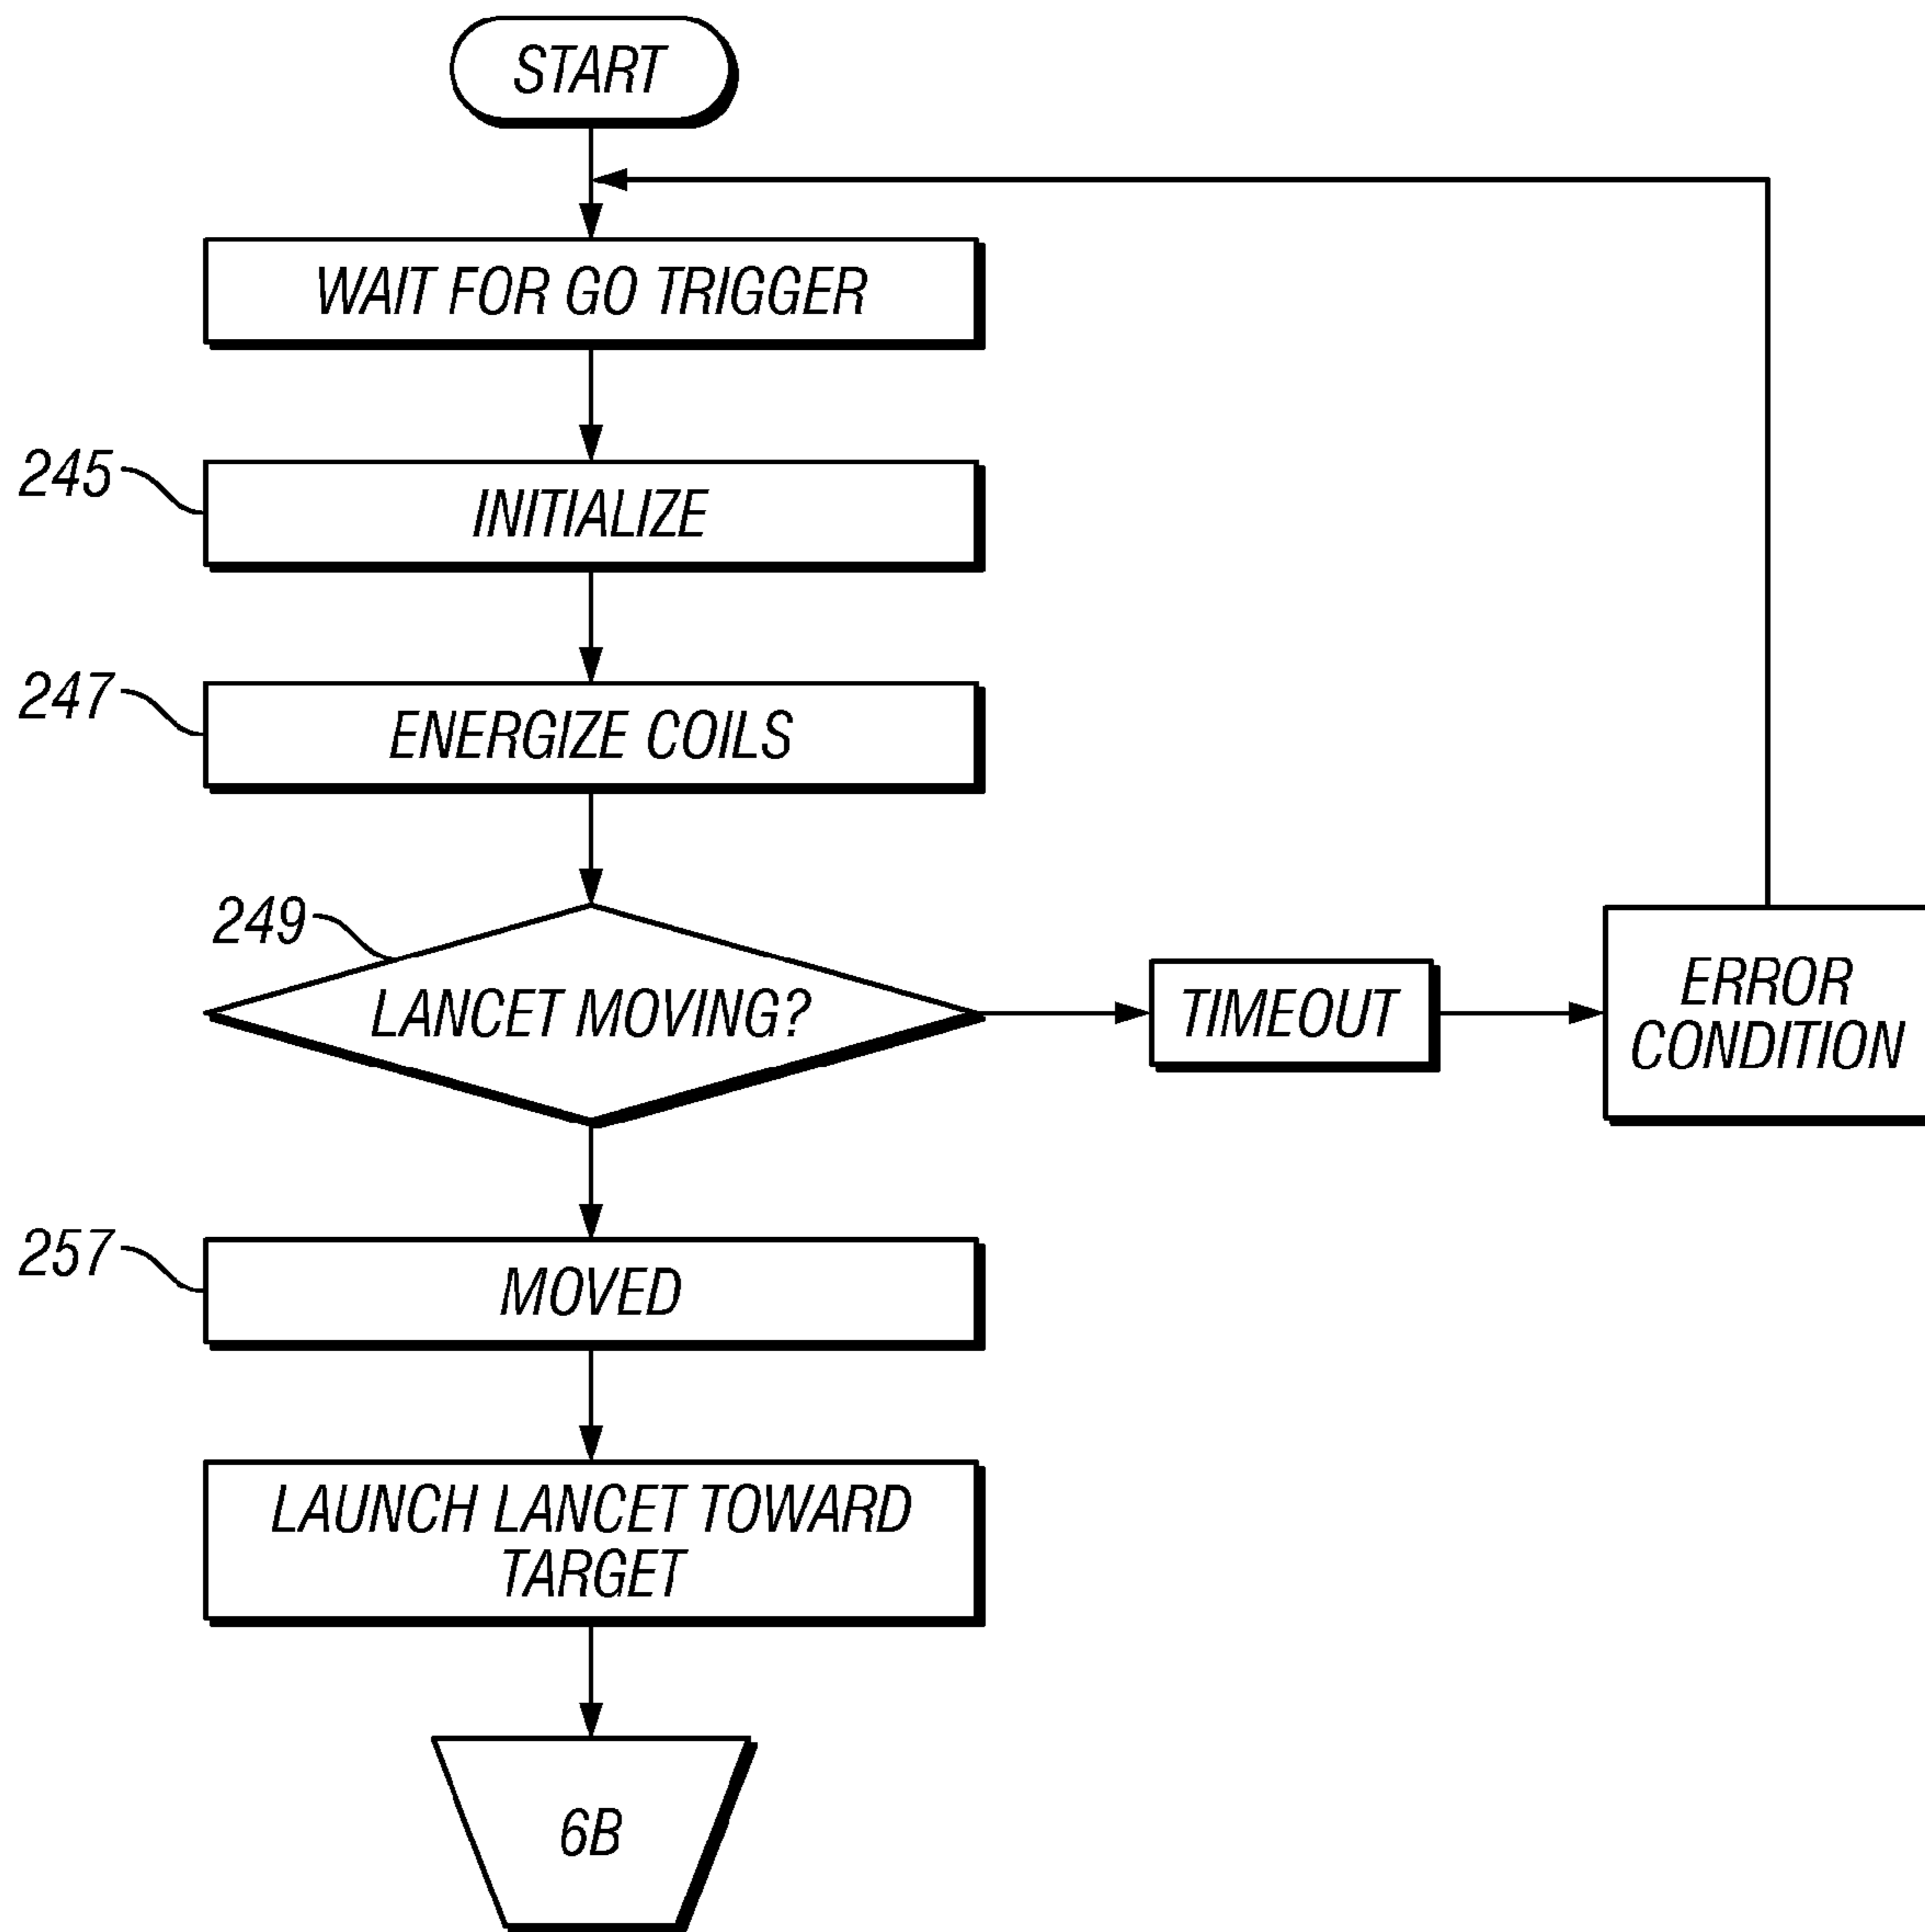 START
WAIT FOR GO TRIGGER
245
INITIALIZE
247
ENERGIZE COILS
249
LANCET MOVING?
TIMEOUT
ERROR
CONDITION
257
MOVED
LAUNCH LANCET TOWARD
TARGET
6B